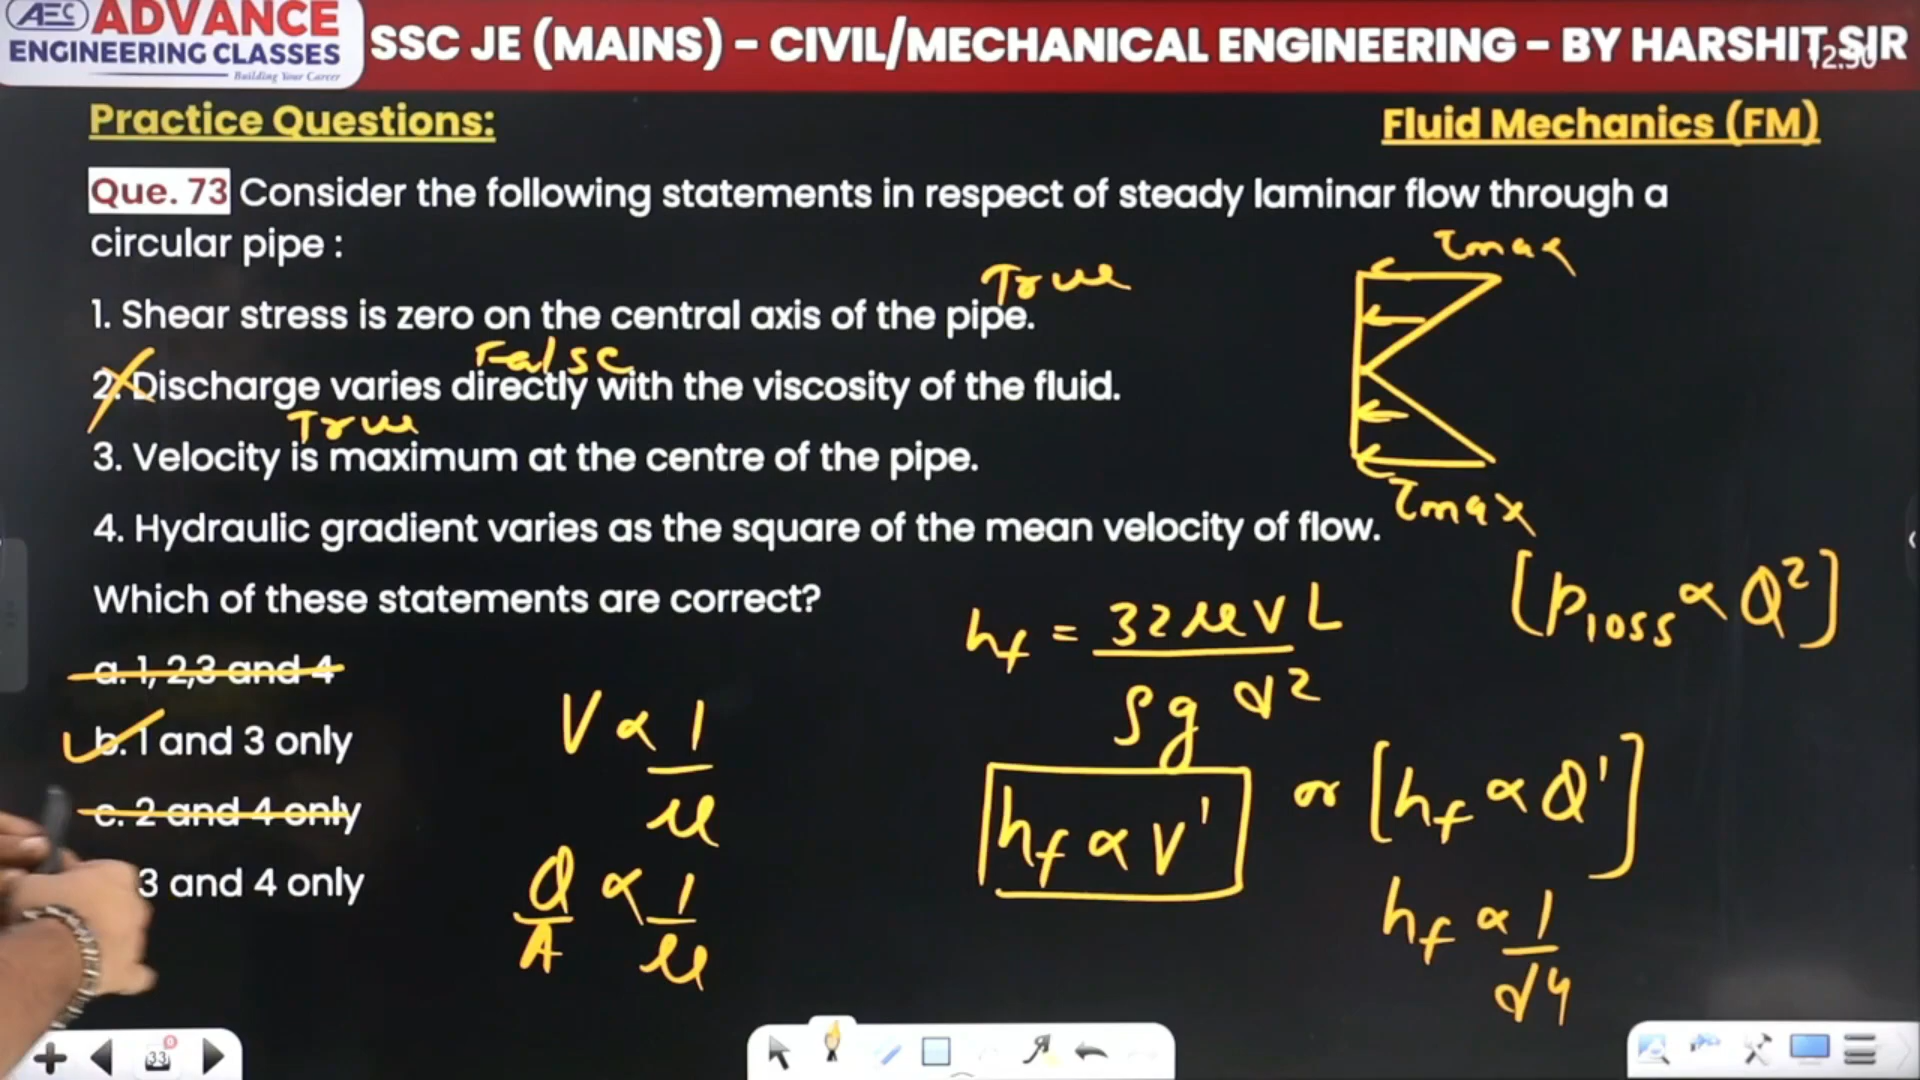 AEC ADVANCE
ENGINEERING CLASSES
Building Your Career
SSC JE (MAINS) – CIVIL/MECHANICAL ENGINEERING – BY HARSHIT SIR
Practice Questions:
Fluid Mechanics (FM)
Que. 73 Consider the following statements in respect of steady laminar flow through a
circular pipe :
τmax
True
1. Shear stress is zero on the central axis of the pipe.
False
2. Discharge varies directly with the viscosity of the fluid.
True
3. Velocity is maximum at the centre of the pipe.
τmax
4. Hydraulic gradient varies as the square of the mean velocity of flow.
Which of these statements are correct?
hf = 32μVL / ρg d²
[Ploss ∝ Q²]
a. 1, 2,3 and 4
b. 1 and 3 only
V ∝ 1/μ
hf ∝ V' or [hf ∝ Q']
c. 2 and 4 only
3 and 4 only
Q/A ∝ 1/μ
hf ∝ 1/d4
33